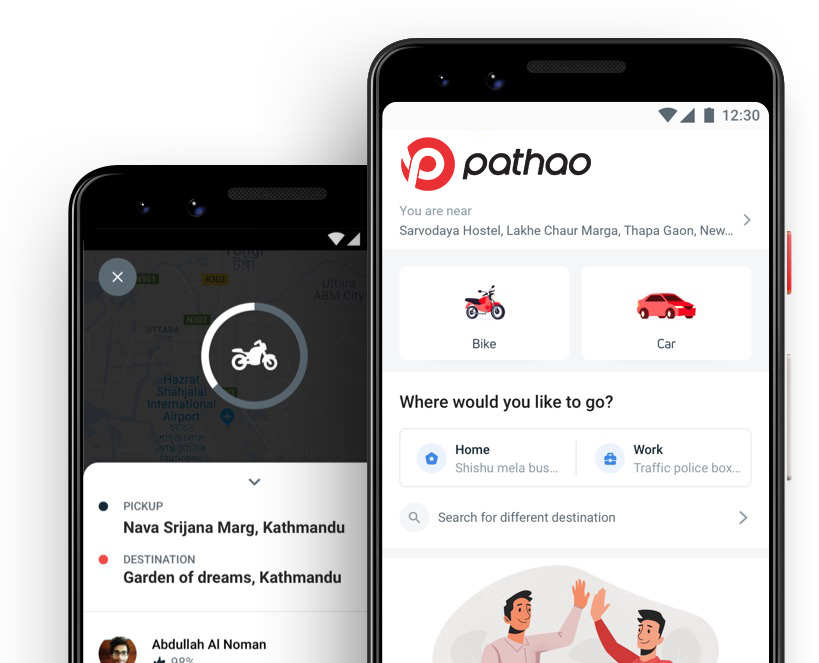 12:30
pathao
You are near
Sarvodaya Hostel, Lakhe Chaur Marga, Thapa Gaon, New...
Bike
Car
Where would you like to go?
Home
Shishu mela bus...
Work
Traffic police box...
Search for different destination
টঙ্গী
N501
R303
Uttara
ABM City
N302
UTTARA
Hazrat
Shahjalal
International
Airport
PICKUP
Nava Srijana Marg, Kathmandu
DESTINATION
Garden of dreams, Kathmandu
Abdullah Al Noman
98%